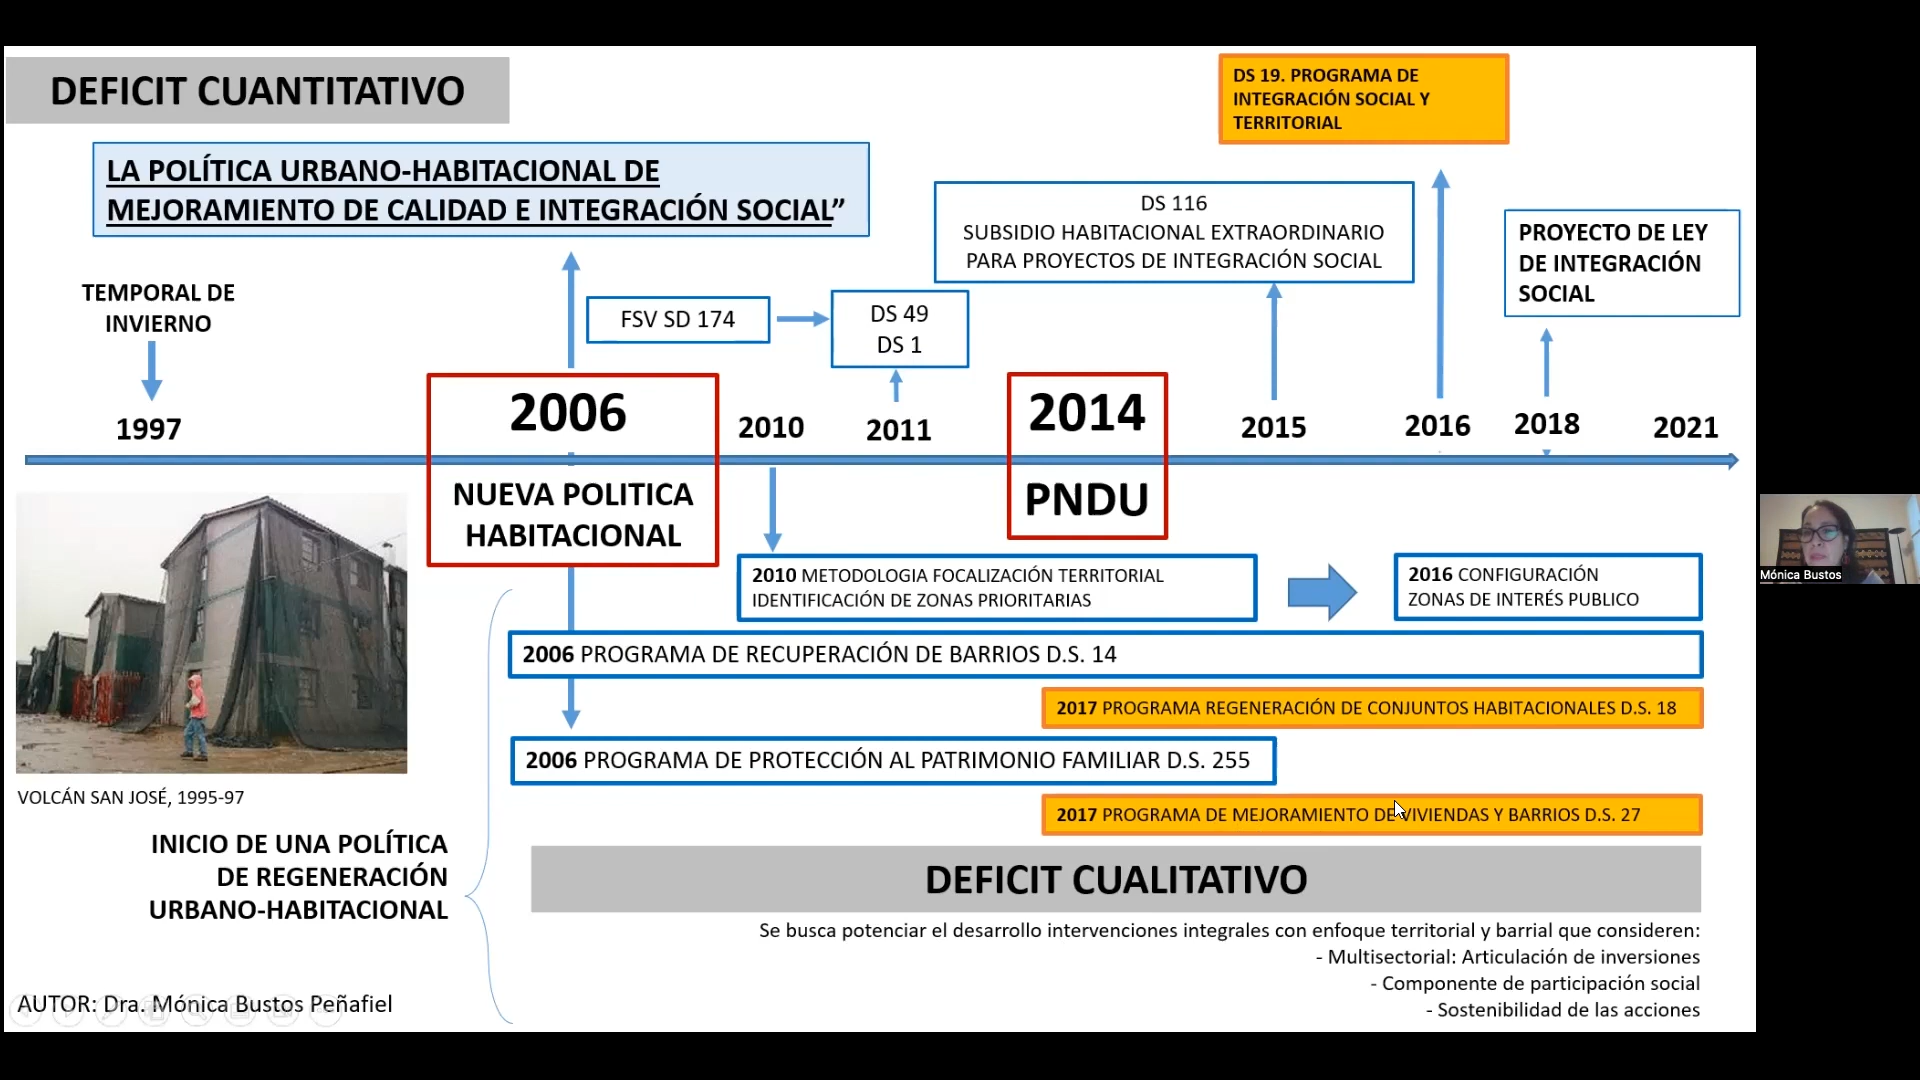 DEFICIT CUANTITATIVO
DS 19. PROGRAMA DE
INTEGRACIÓN SOCIAL Y
TERRITORIAL
LA POLÍTICA URBANO-HABITACIONAL DE
MEJORAMIENTO DE CALIDAD E INTEGRACIÓN SOCIAL”
DS 116
SUBSIDIO HABITACIONAL EXTRAORDINARIO
PARA PROYECTOS DE INTEGRACIÓN SOCIAL
PROYECTO DE LEY
DE INTEGRACIÓN
SOCIAL
TEMPORAL DE
INVIERNO
FSV SD 174
DS 49
DS 1
1997
2006
2010
2011
2014
2015
2016
2018
2021
NUEVA POLITICA
HABITACIONAL
PNDU
2010 METODOLOGIA FOCALIZACIÓN TERRITORIAL
IDENTIFICACIÓN DE ZONAS PRIORITARIAS
2016 CONFIGURACIÓN
ZONAS DE INTERÉS PUBLICO
Mónica Bustos
2006 PROGRAMA DE RECUPERACIÓN DE BARRIOS D.S. 14
2017 PROGRAMA REGENERACIÓN DE CONJUNTOS HABITACIONALES D.S. 18
2006 PROGRAMA DE PROTECCIÓN AL PATRIMONIO FAMILIAR D.S. 255
2017 PROGRAMA DE MEJORAMIENTO DE VIVIENDAS Y BARRIOS D.S. 27
VOLCÁN SAN JOSÉ, 1995-97
INICIO DE UNA POLÍTICA
DE REGENERACIÓN
URBANO-HABITACIONAL
DEFICIT CUALITATIVO
Se busca potenciar el desarrollo intervenciones integrales con enfoque territorial y barrial que consideren:
- Multisectorial: Articulación de inversiones
- Componente de participación social
- Sostenibilidad de las acciones
AUTOR: Dra. Mónica Bustos Peñafiel